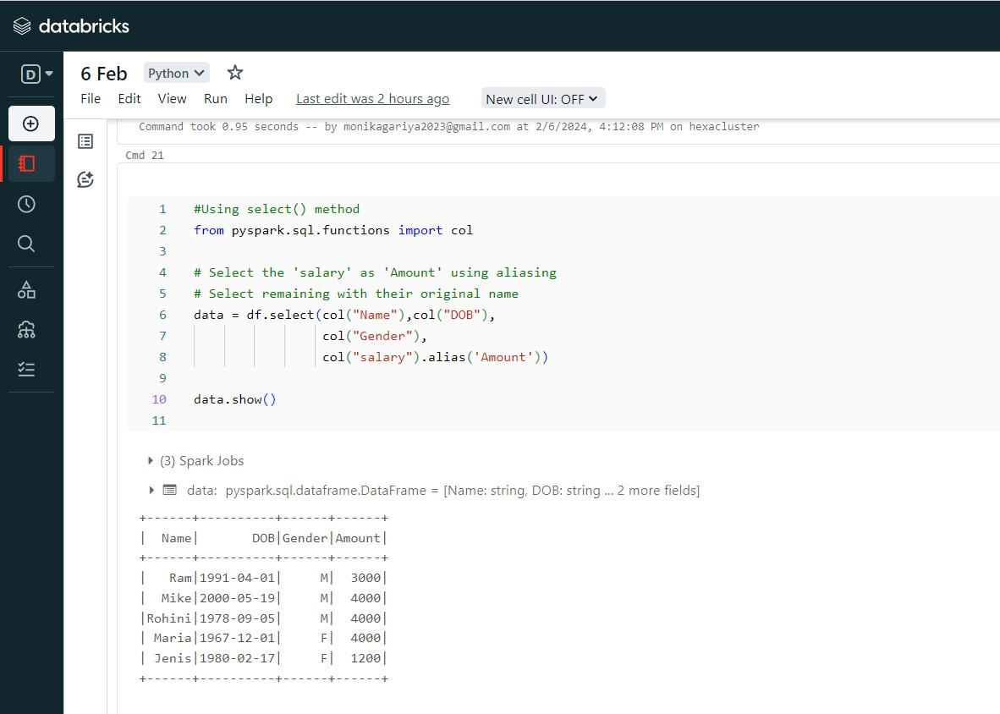 databricks
D
6 Feb Python
File Edit View Run Help Last edit was 2 hours ago New cell UI: OFF
Command took 0.95 seconds -- by monikagariya2023@gmail.com at 2/6/2024, 4:12:08 PM on hexacluster
Cmd 21
1 #Using select() method
2 from pyspark.sql.functions import col
3
4 # Select the 'salary' as 'Amount' using aliasing
5 # Select remaining with their original name
6 data = df.select(col("Name"),col("DOB"),
7 col("Gender"),
8 col("salary").alias('Amount'))
9
10 data.show()
11
(3) Spark Jobs
data: pyspark.sql.dataframe.DataFrame = [Name: string, DOB: string ... 2 more fields]
+------+----------+------+------+
|  Name|       DOB|Gender|Amount|
+------+----------+------+------+
|   Ram|1991-04-01|     M|  3000|
|  Mike|2000-05-19|     M|  4000|
|Rohini|1978-09-05|     M|  4000|
| Maria|1967-12-01|     F|  4000|
| Jenis|1980-02-17|     F|  1200|
+------+----------+------+------+